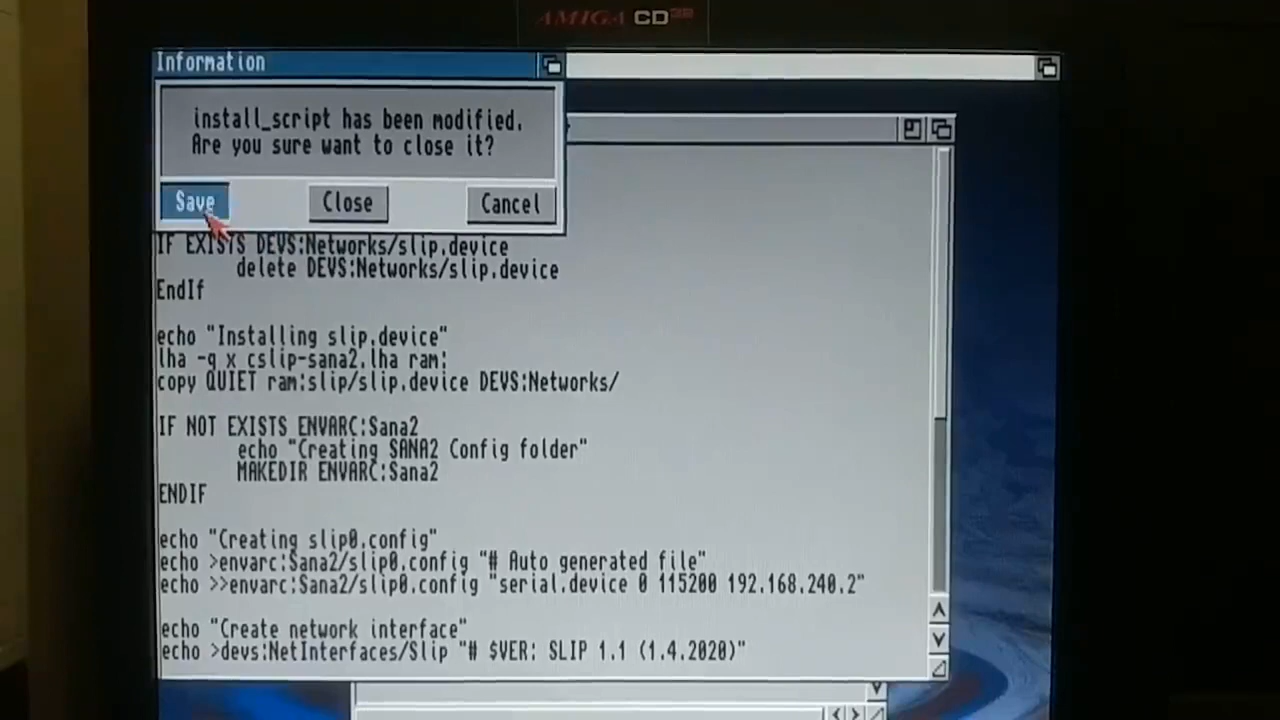 AMIGA CD32
Information
install_script has been modified.
Are you sure want to close it?
Save
Close
Cancel
IF EXISTS DEVS:Networks/slip.device
delete DEVS:Networks/slip.device
EndIf
echo "Installing slip.device"
lha -q x cslip-sana2.lha ram:
copy QUIET ram:slip/slip.device DEVS:Networks/
IF NOT EXISTS ENVARC:Sana2
echo "Creating SANA2 Config folder"
MAKEDIR ENVARC:Sana2
ENDIF
echo "Creating slip0.config"
echo >envarc:Sana2/slip0.config "# Auto generated file"
echo >>envarc:Sana2/slip0.config "serial.device 0 115200 192.168.240.2"
echo "Create network interface"
echo >devs:NetInterfaces/Slip "# $VER: SLIP 1.1 (1.4.2020)"